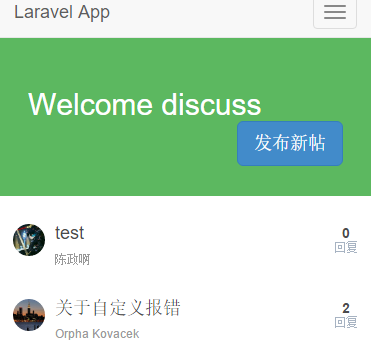 Laravel App
Welcome discuss
发布新帖
test
0
陈政啊
回复
关于自定义报错
2
Orpha Kovacek
回复